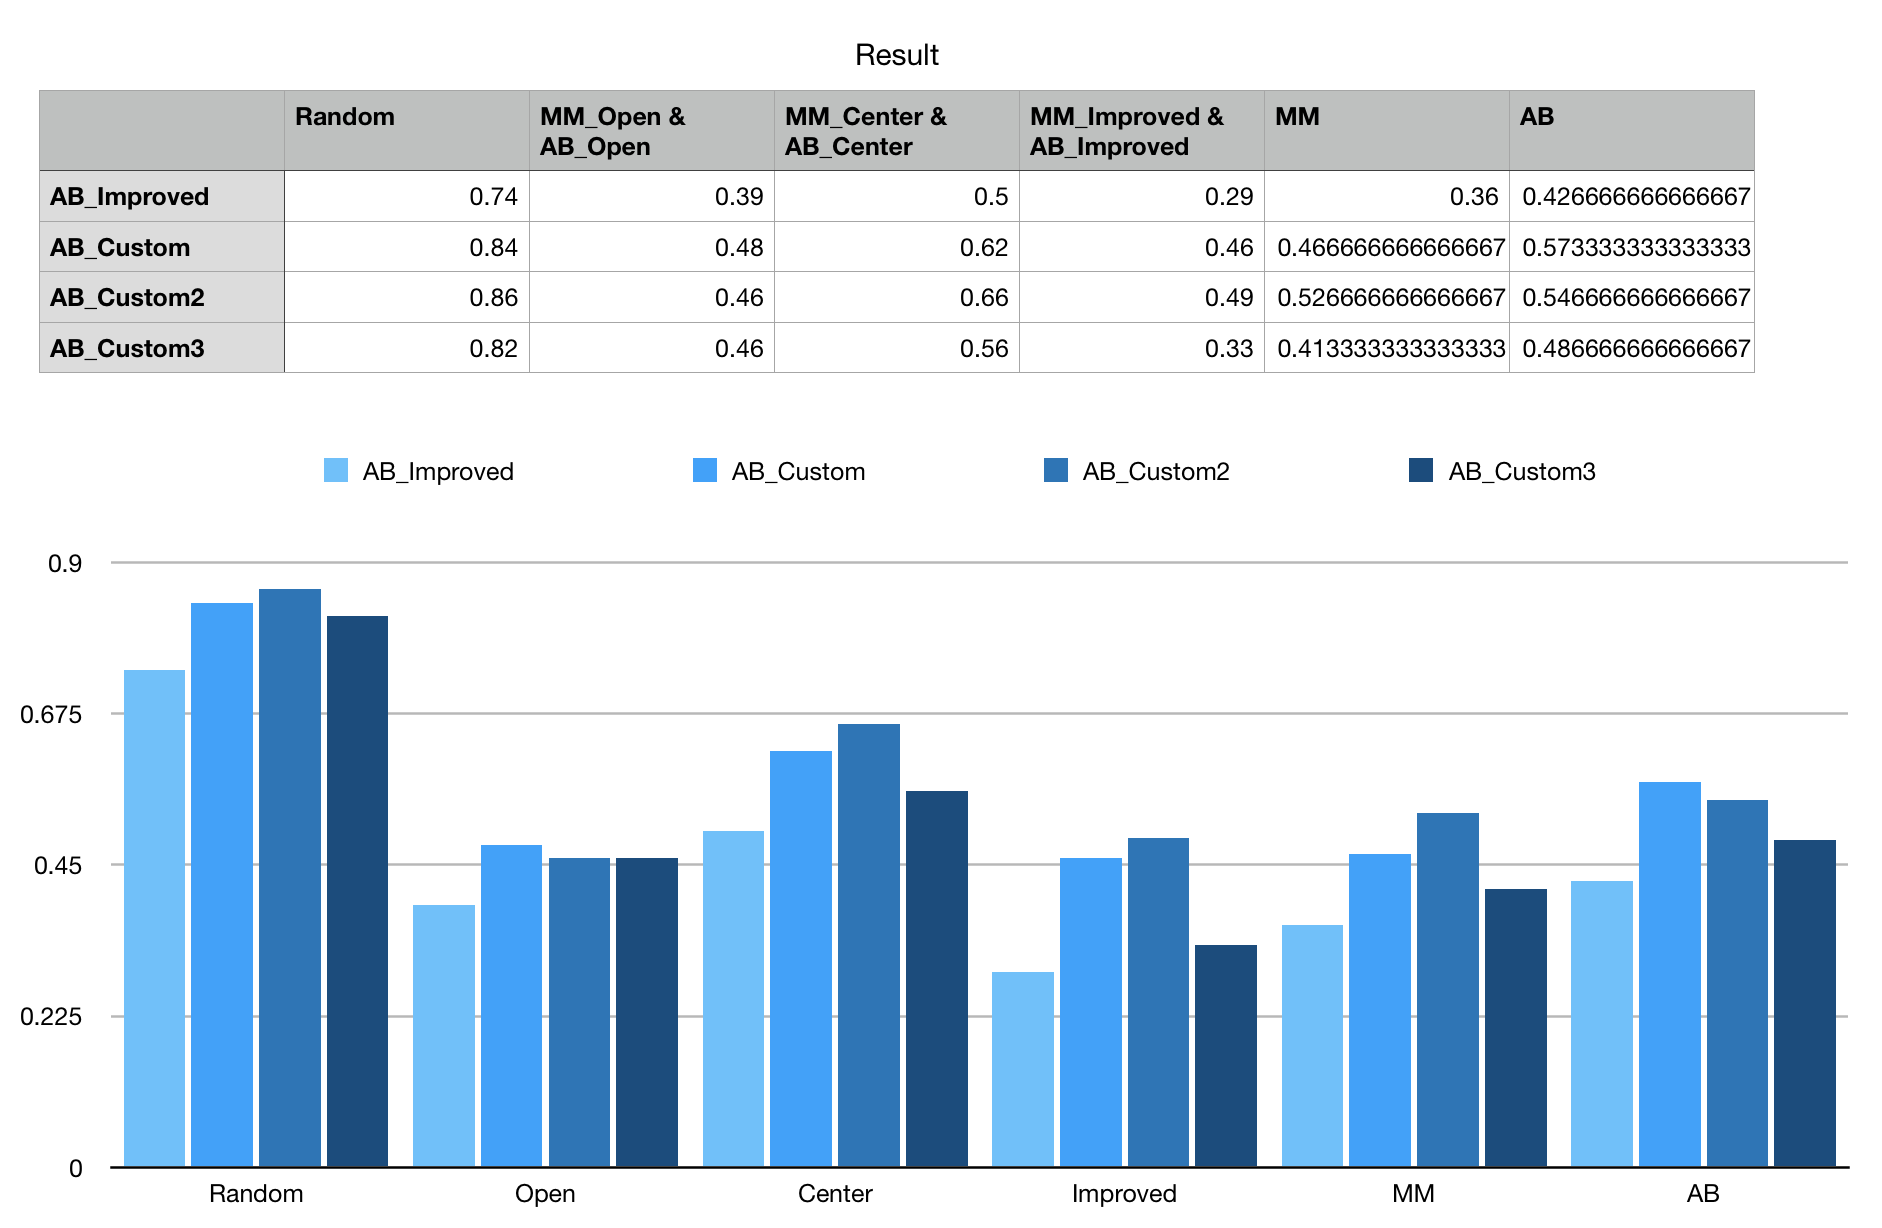 Result
Random MM_Open & MM_Center & MM_Improved & MM AB
AB_Open AB_Center AB_Improved
AB_Improved 0.74 0.39 0.5 0.29 0.36 0.426666666666667
AB_Custom 0.84 0.48 0.62 0.46 0.466666666666667 0.573333333333333
AB_Custom2 0.86 0.46 0.66 0.49 0.526666666666667 0.546666666666667
AB_Custom3 0.82 0.46 0.56 0.33 0.413333333333333 0.486666666666667
AB_Improved AB_Custom AB_Custom2 AB_Custom3
0.9
0.675
0.45
0.225
0
Random Open Center Improved MM AB